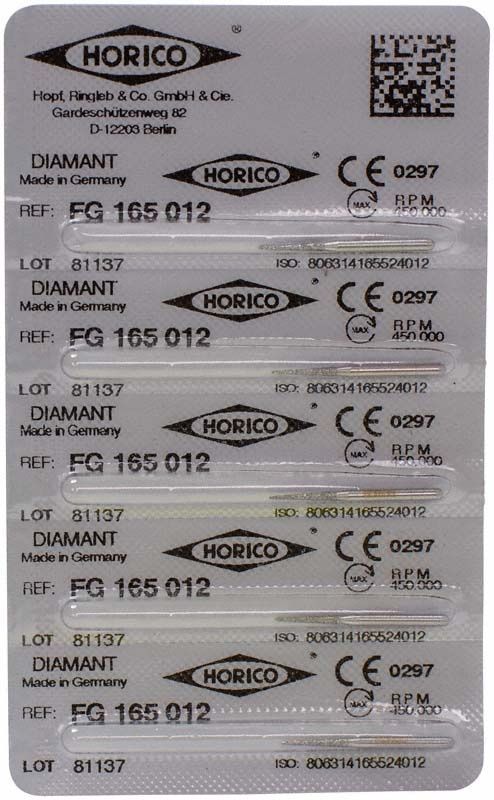 HORICO ®
Hopf, Ringleb & Co. GmbH & Cie.
Gardeschützenweg 82
D-12203 Berlin
DIAMANT HORICO ® CE 0297
Made in Germany
MAX RPM
REF: FG 165 012 450.000
LOT 81137 ISO: 806314165524012
DIAMANT HORICO ® CE 0297
Made in Germany
MAX RPM
REF: FG 165 012 450.000
LOT 81137 ISO: 806314165524012
DIAMANT HORICO ® CE 0297
Made in Germany
MAX RPM
REF: FG 165 012 450.000
LOT 81137 ISO: 806314165524012
DIAMANT HORICO ® CE 0297
Made in Germany
MAX RPM
REF: FG 165 012 450.000
LOT 81137 ISO: 806314165524012
DIAMANT HORICO ® CE 0297
Made in Germany
MAX RPM
REF: FG 165 012 450.000
LOT 81137 ISO: 806314165524012